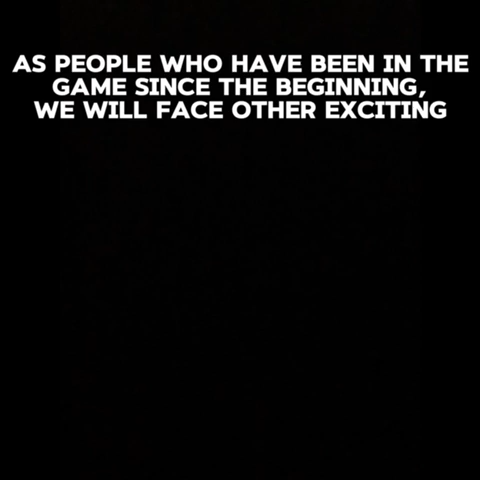 AS PEOPLE WHO HAVE BEEN IN THE
GAME SINCE THE BEGINNING,
WE WILL FACE OTHER EXCITING